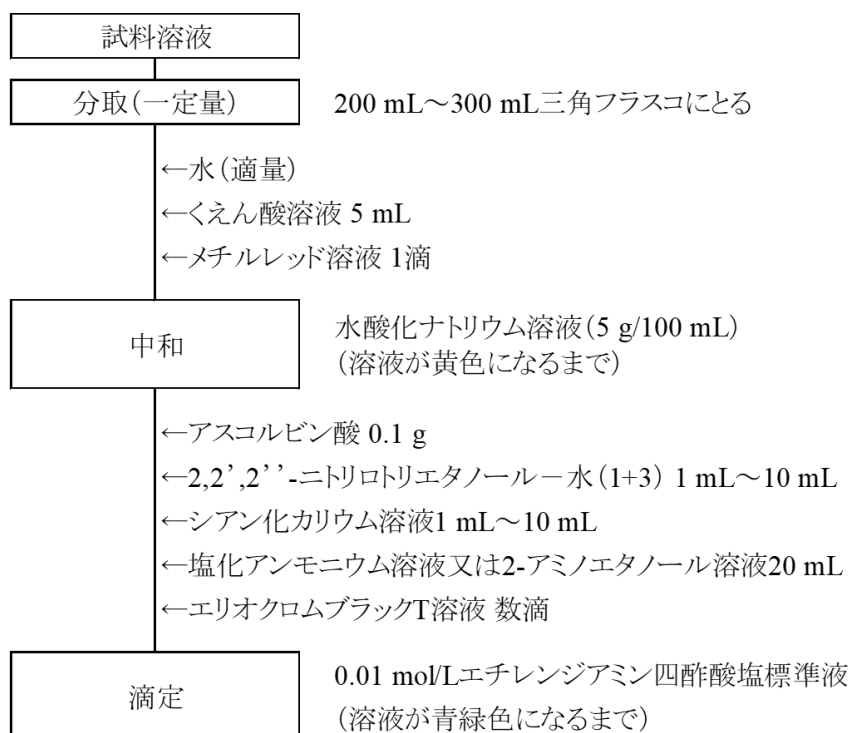 試料溶液
分取(一定量)
200 mL～300 mL三角フラスコにとる
←水(適量)
←くえん酸溶液 5 mL
←メチルレッド溶液 1滴
中和
水酸化ナトリウム溶液(5 g/100 mL)
(溶液が黄色になるまで)
←アスコルビン酸 0.1 g
←2,2’,2’’-ニトリロトリエタノール－水(1+3) 1 mL～10 mL
←シアン化カリウム溶液1 mL～10 mL
←塩化アンモニウム溶液又は2-アミノエタノール溶液20 mL
←エリオクロムブラックT溶液 数滴
滴定
0.01 mol/Lエチレンジアミン四酢酸塩標準液
(溶液が青緑色になるまで)